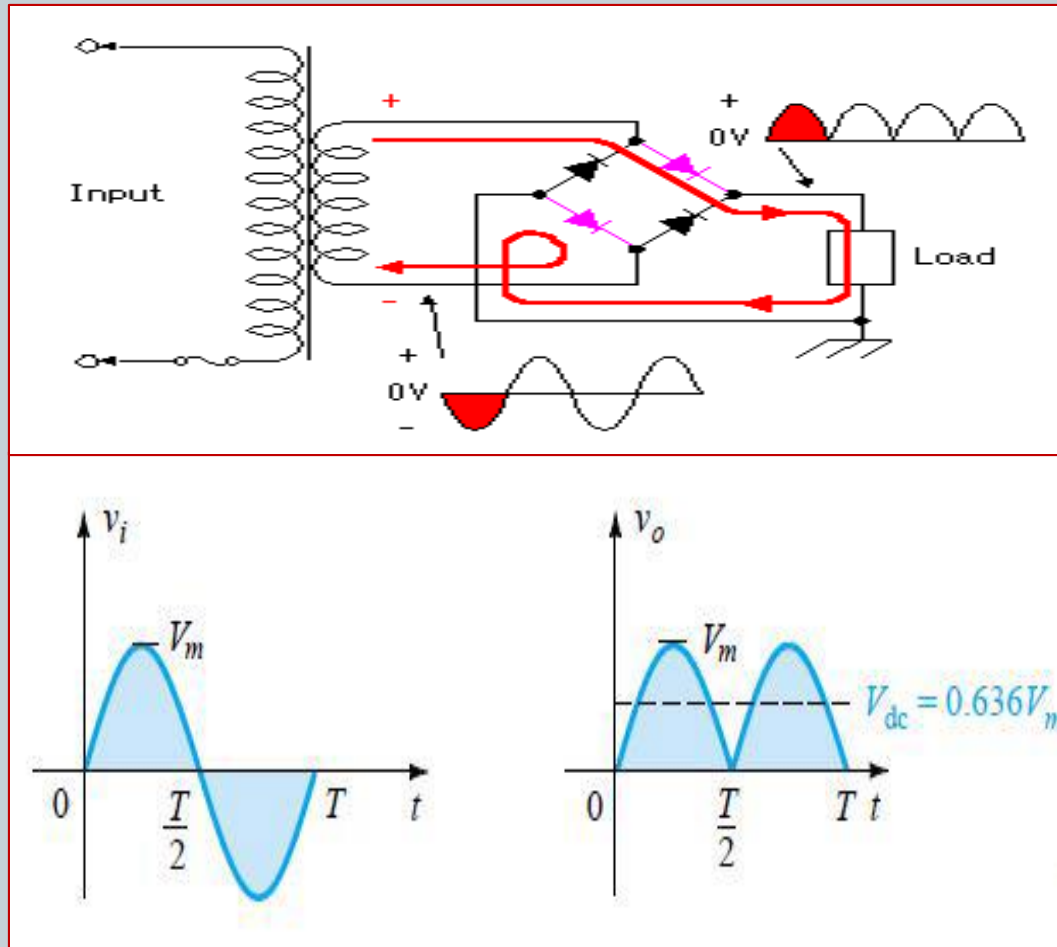 +
+
0V
Input
Load
-
+
0V
-
v_i
v_o
V_m
V_m
V_dc = 0.636V_m
0
T/2
T
t
0
T/2
T
t